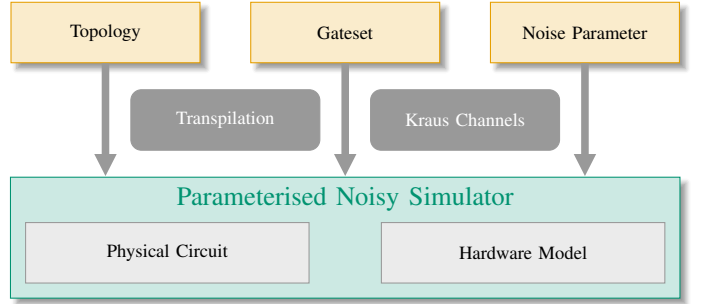 Topology
Gateset
Noise Parameter
Transpilation
Kraus Channels
Parameterised Noisy Simulator
Physical Circuit
Hardware Model